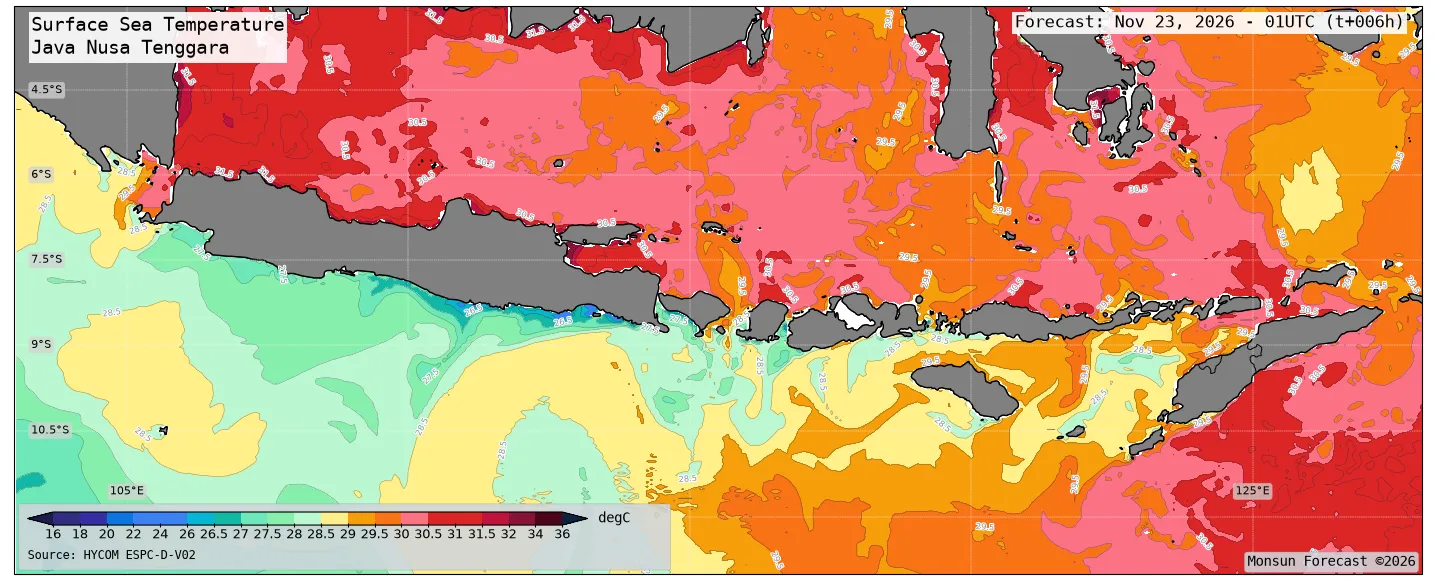 Surface Sea Temperature
Java Nusa Tenggara
Forecast: Nov 23, 2026 - 01UTC (t+006h)
4.5°S
6°S
7.5°S
9°S
10.5°S
105°E
125°E
16 18 20 22 24 26 26.5 27 27.5 28 28.5 29 29.5 30 30.5 31 31.5 32 34 36
degC
Source: HYCOM ESPC-D-V02
Monsun Forecast ©2026